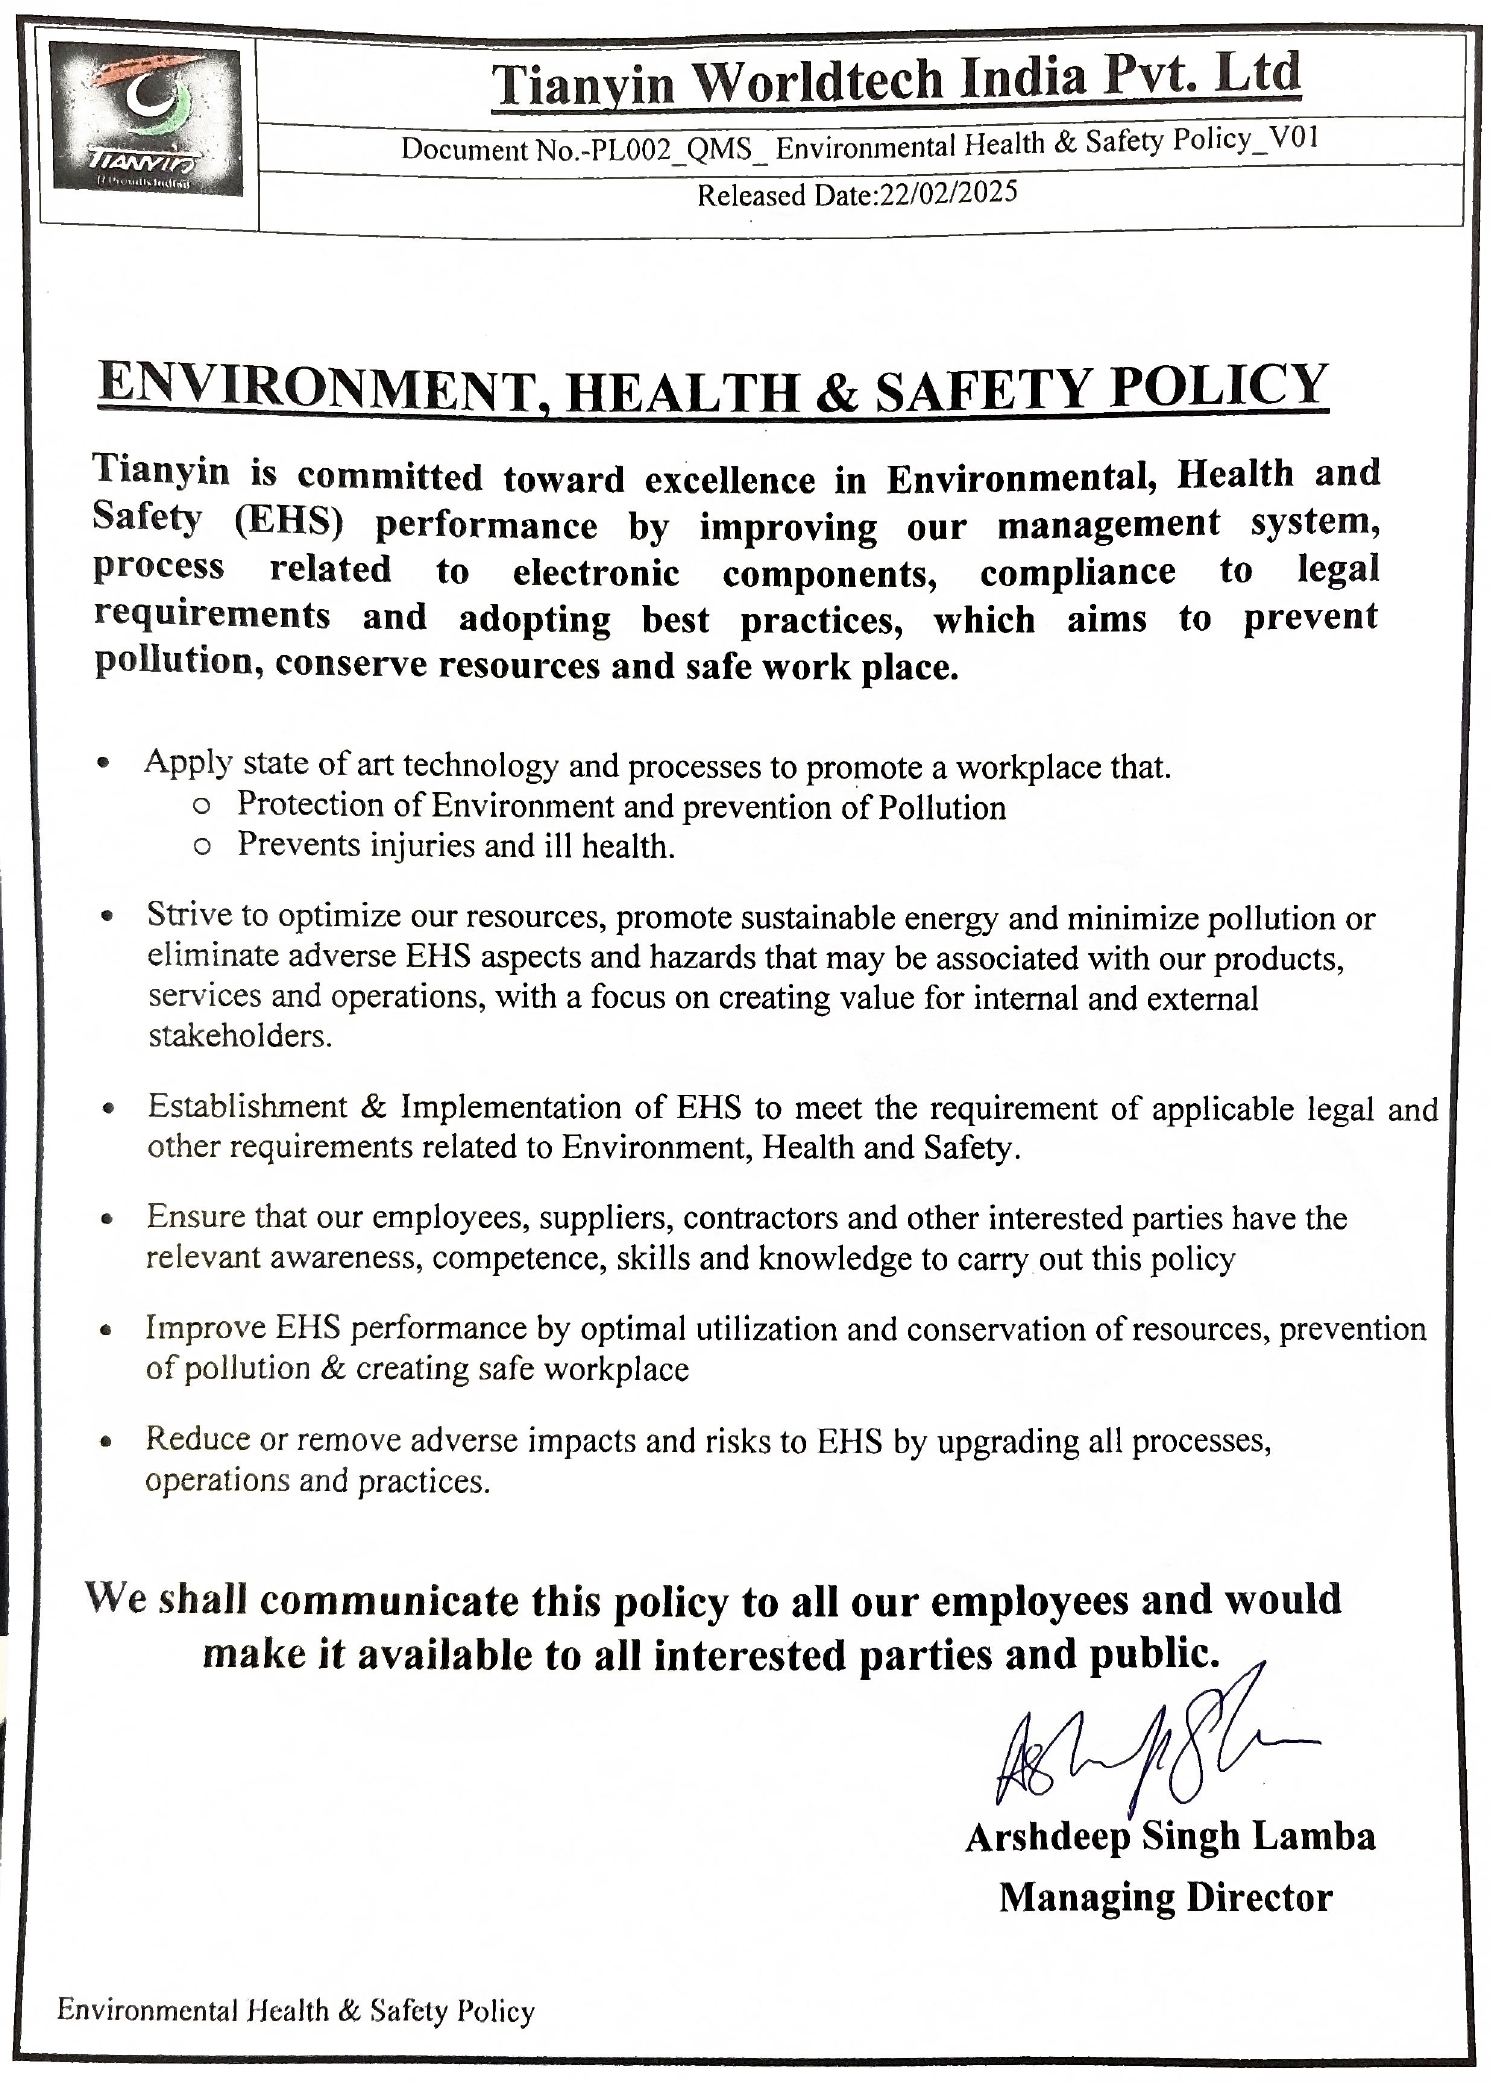 Tianyin Worldtech India Pvt. Ltd
Document No.-PL002_QMS_ Environmental Health & Safety Policy_V01
Released Date:22/02/2025
TIANYIN
ENVIRONMENT, HEALTH & SAFETY POLICY
Tianyin is committed toward excellence in Environmental, Health and
Safety (EHS) performance by improving our management system,
process related to electronic components, compliance to legal
requirements and adopting best practices, which aims to prevent
pollution, conserve resources and safe work place.
• Apply state of art technology and processes to promote a workplace that.
o Protection of Environment and prevention of Pollution
o Prevents injuries and ill health.
• Strive to optimize our resources, promote sustainable energy and minimize pollution or
eliminate adverse EHS aspects and hazards that may be associated with our products,
services and operations, with a focus on creating value for internal and external
stakeholders.
• Establishment & Implementation of EHS to meet the requirement of applicable legal and
other requirements related to Environment, Health and Safety.
• Ensure that our employees, suppliers, contractors and other interested parties have the
relevant awareness, competence, skills and knowledge to carry out this policy
• Improve EHS performance by optimal utilization and conservation of resources, prevention
of pollution & creating safe workplace
• Reduce or remove adverse impacts and risks to EHS by upgrading all processes,
operations and practices.
We shall communicate this policy to all our employees and would
make it available to all interested parties and public.
Arshdeep Singh Lamba
Managing Director
Environmental Health & Safety Policy